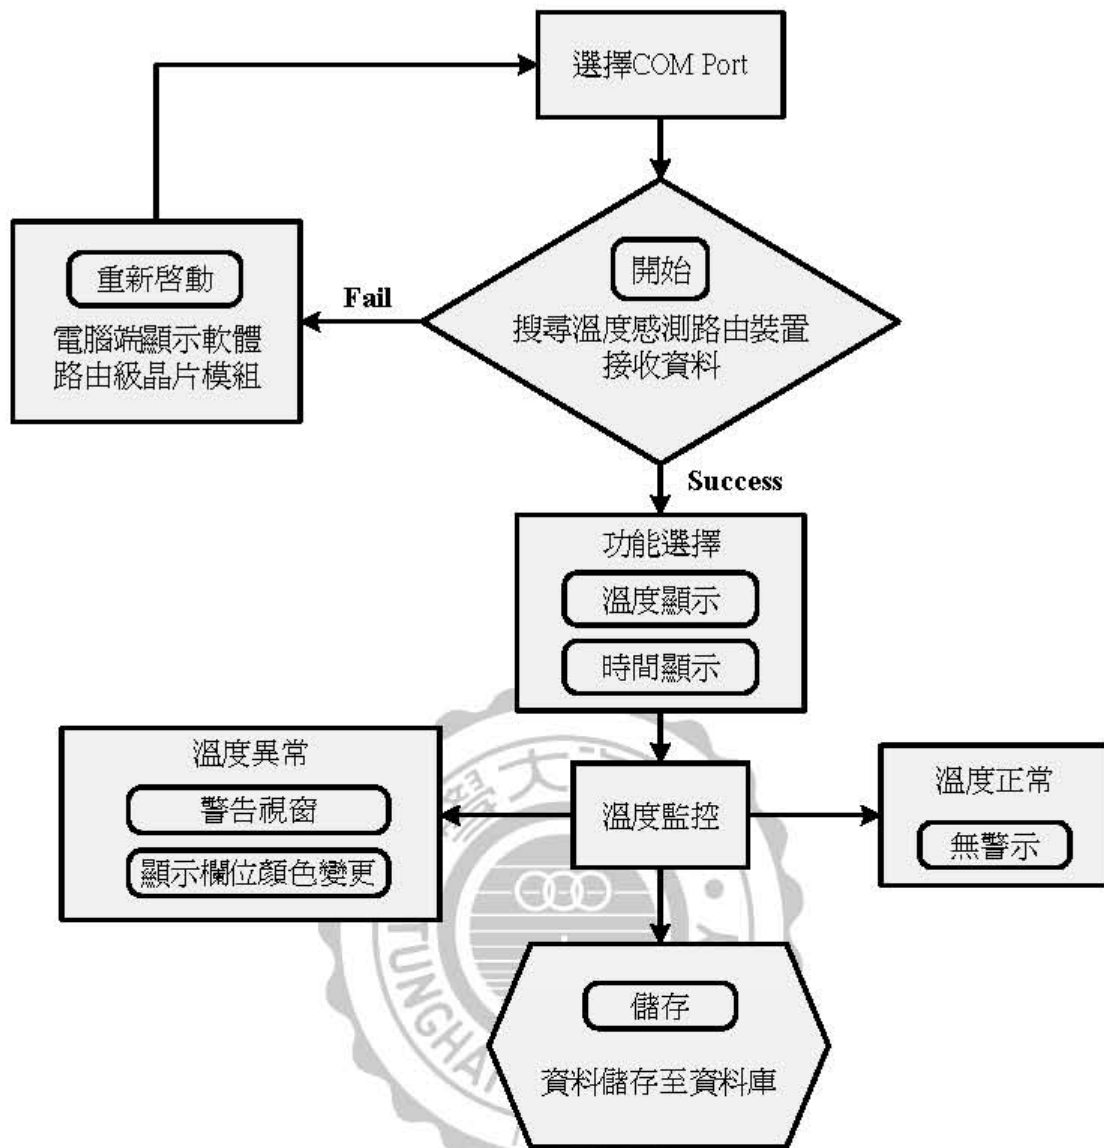 選擇COM Port
開始
搜尋溫度感測路由裝置
接收資料
Fail
重新啓動
電腦端顯示軟體
路由級晶片模組
Success
功能選擇
溫度顯示
時間顯示
溫度監控
溫度異常
警告視窗
顯示欄位顏色變更
溫度正常
無警示
儲存
資料儲存至資料庫
學大
TUNGHA